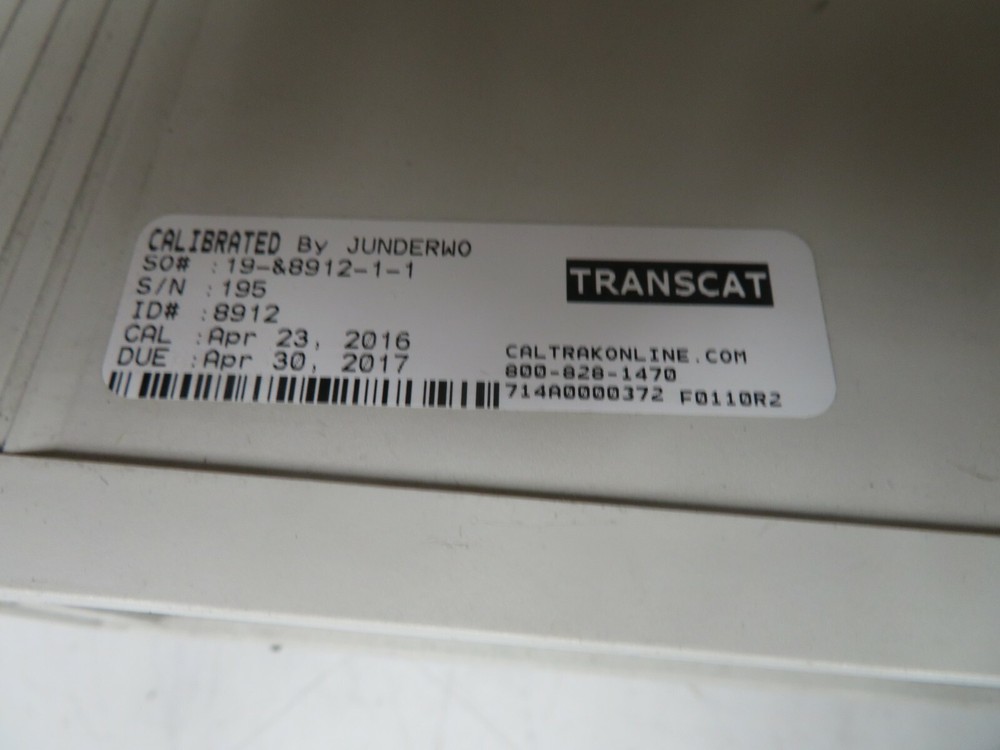 CALIBRATED By JUNDERWO
SO# :19-&8912-1-1
S/N :195
ID# :8912
CAL :Apr 23, 2016
DUE :Apr 30, 2017
TRANSCAT
CALTRAKONLINE.COM
800-828-1470
714A0000372 F0110R2